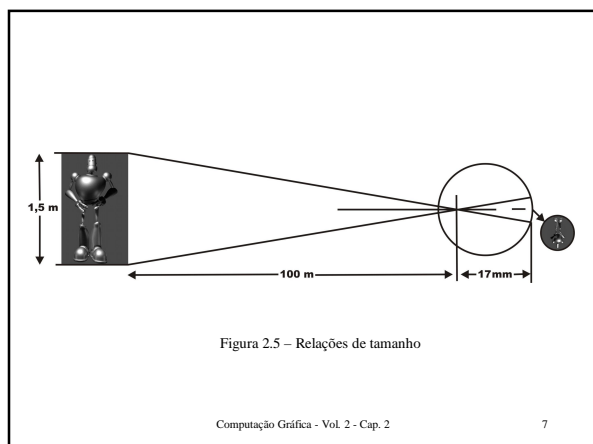 1,5 m
100 m
17mm
Figura 2.5 – Relações de tamanho
Computação Gráfica - Vol. 2 - Cap. 2
7